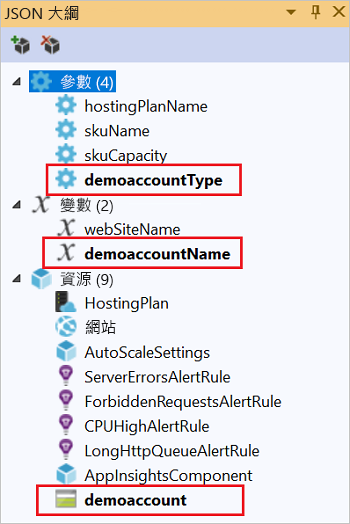 JSON 大綱
參數 (4)
hostingPlanName
skuName
skuCapacity
demoaccountType
變數 (2)
webSiteName
demoaccountName
資源 (9)
HostingPlan
網站
AutoScaleSettings
ServerErrorsAlertRule
ForbiddenRequestsAlertRule
CPUHighAlertRule
LongHttpQueueAlertRule
AppInsightsComponent
demoaccount